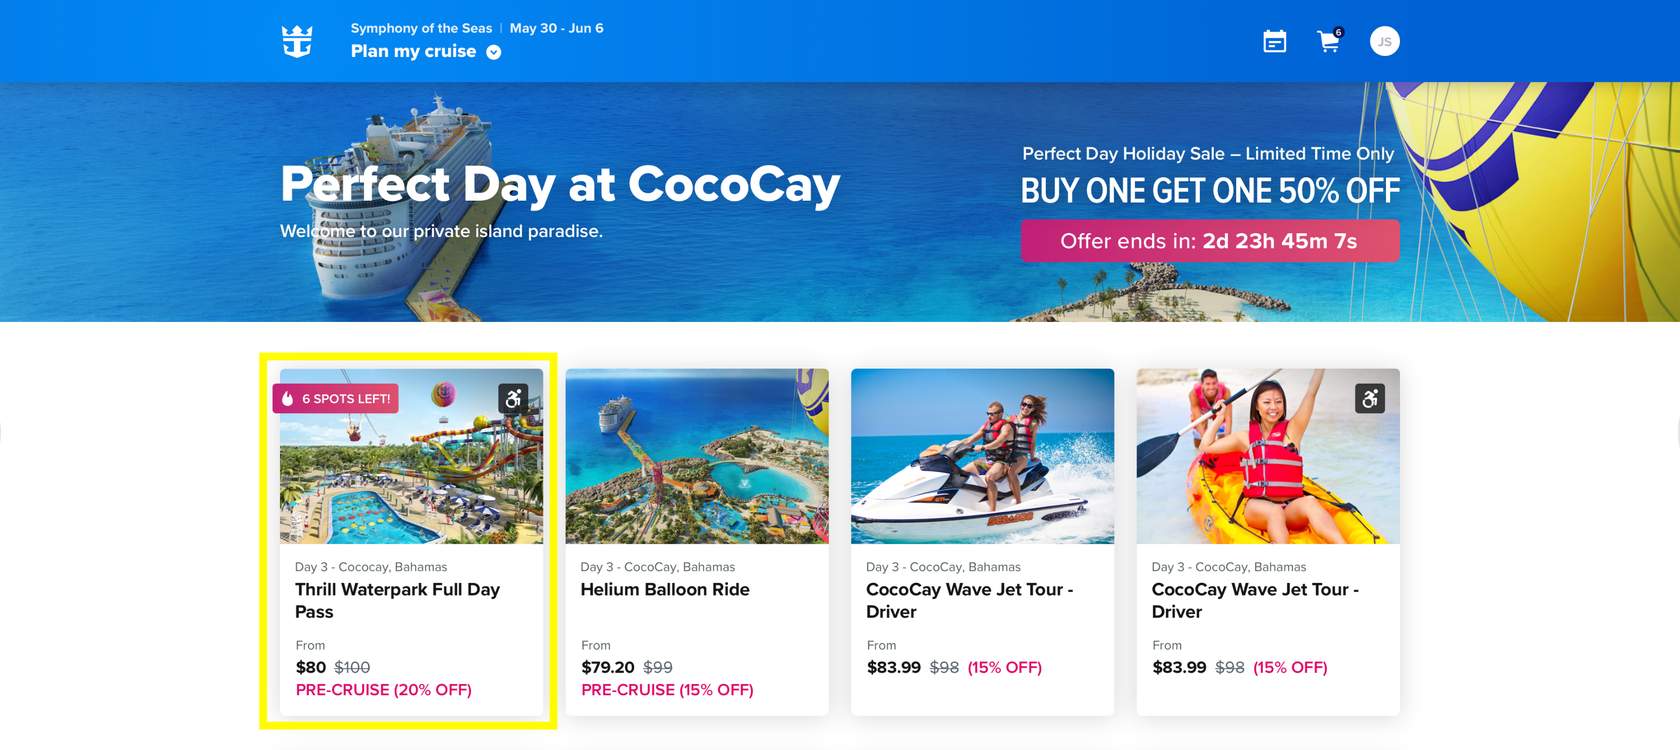 Symphony of the Seas | May 30 - Jun 6
Plan my cruise
6
JS
Perfect Day at CocoCay
Welcome to our private island paradise.
Perfect Day Holiday Sale – Limited Time Only
BUY ONE GET ONE 50% OFF
Offer ends in: 2d 23h 45m 7s
6 SPOTS LEFT!
Day 3 - Cococay, Bahamas
Thrill Waterpark Full Day
Pass
From
$80 $100
PRE-CRUISE (20% OFF)
Day 3 - CocoCay, Bahamas
Helium Balloon Ride
From
$79.20 $99
PRE-CRUISE (15% OFF)
Day 3 - CocoCay, Bahamas
CocoCay Wave Jet Tour -
Driver
From
$83.99 $98 (15% OFF)
Day 3 - CocoCay, Bahamas
CocoCay Wave Jet Tour -
Driver
From
$83.99 $98 (15% OFF)